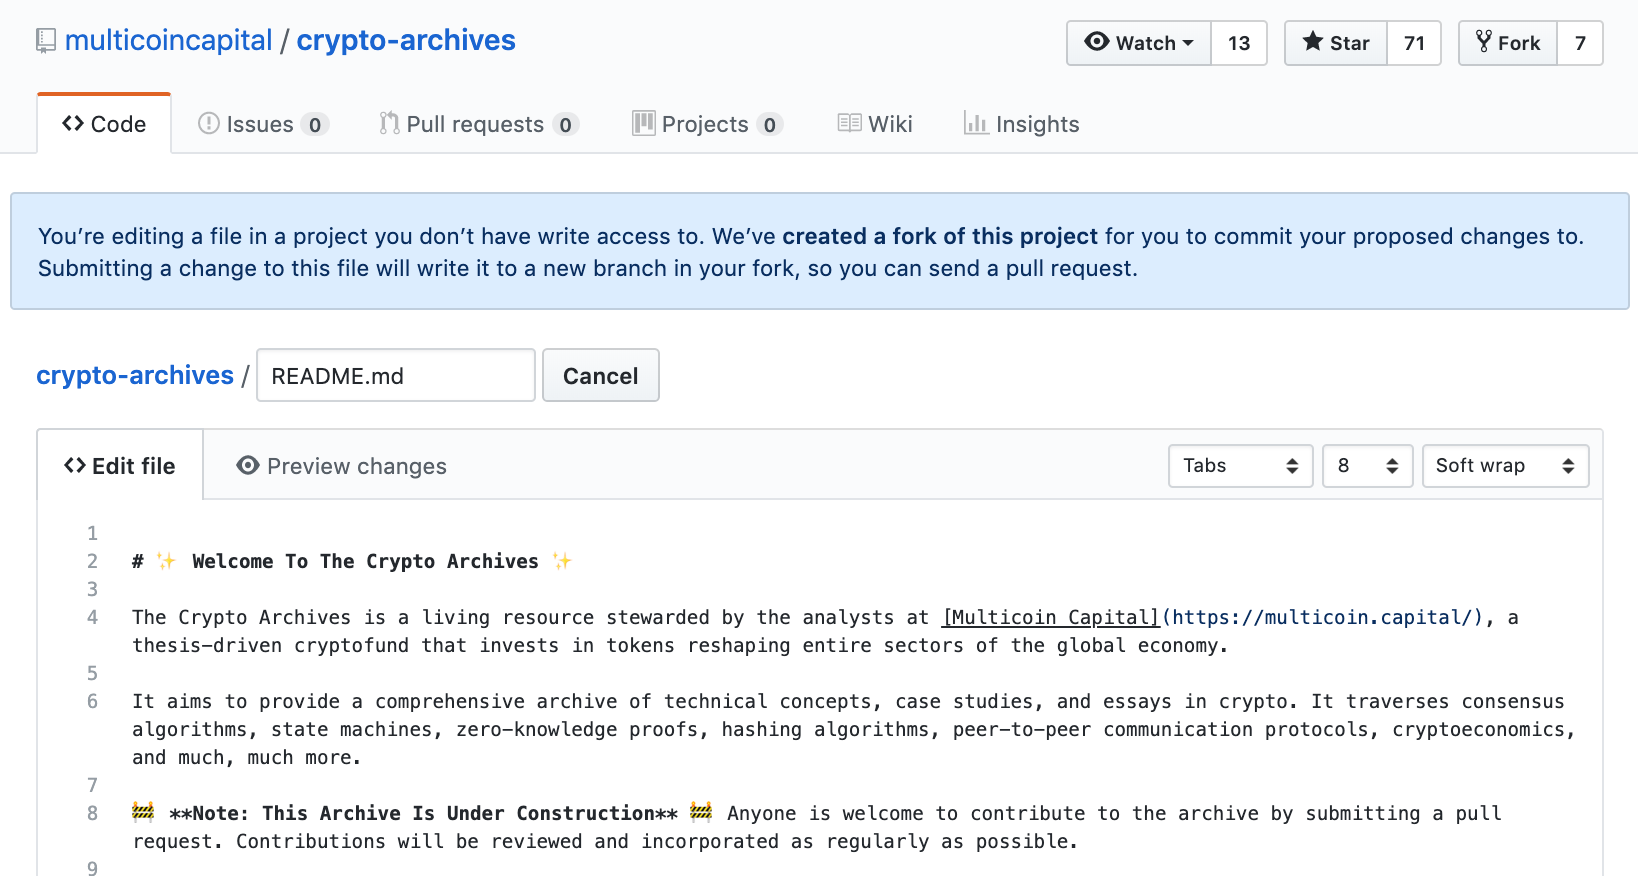 multicoincapital / crypto-archives
Watch 13 Star 71 Fork 7
Code Issues 0 Pull requests 0 Projects 0 Wiki Insights
You’re editing a file in a project you don’t have write access to. We’ve created a fork of this project for you to commit your proposed changes to.
Submitting a change to this file will write it to a new branch in your fork, so you can send a pull request.
crypto-archives / README.md Cancel
<> Edit file Preview changes Tabs 8 Soft wrap
1
2 # ✨ Welcome To The Crypto Archives ✨
3
4 The Crypto Archives is a living resource stewarded by the analysts at [Multicoin Capital](https://multicoin.capital/), a
thesis-driven cryptofund that invests in tokens reshaping entire sectors of the global economy.
5
6 It aims to provide a comprehensive archive of technical concepts, case studies, and essays in crypto. It traverses consensus
algorithms, state machines, zero-knowledge proofs, hashing algorithms, peer-to-peer communication protocols, cryptoeconomics,
and much, much more.
7
8 🚧 **Note: This Archive Is Under Construction** 🚧 Anyone is welcome to contribute to the archive by submitting a pull
request. Contributions will be reviewed and incorporated as regularly as possible.
9